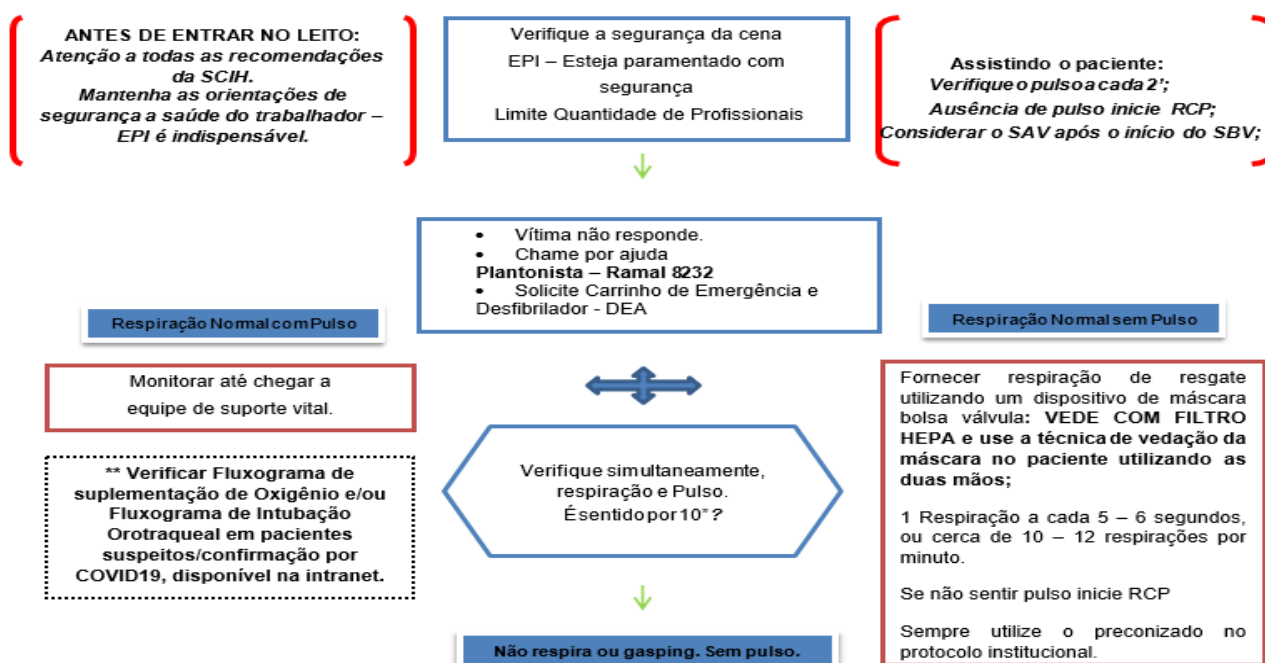 ANTES DE ENTRAR NO LEITO:
Atenção a todas as recomendações
da SCIH.
Mantenha as orientações de
segurança a saúde do trabalhador –
EPI é indispensável.
Verifique a segurança da cena
EPI – Esteja paramentado com
segurança
Limite Quantidade de Profissionais
Assistindo o paciente:
Verifique o pulso a cada 2’;
Ausência de pulso inicie RCP;
Considerar o SAV após o início do SBV;
• Vítima não responde.
• Chame por ajuda
Plantonista – Ramal 8232
• Solicite Carrinho de Emergência e
Desfibrilador - DEA
Respiração Normal com Pulso
Monitorar até chegar a
equipe de suporte vital.
** Verificar Fluxograma de
suplementação de Oxigênio e/ou
Fluxograma de Intubação
Orotraqueal em pacientes
suspeitos/confirmação por
COVID19, disponível na intranet.
Verifique simultaneamente,
respiração e Pulso.
É sentido por 10”?
Não respira ou gasping. Sem pulso.
Respiração Normal sem Pulso
Fornecer respiração de resgate
utilizando um dispositivo de máscara
bolsa válvula: VEDE COM FILTRO
HEPA e use a técnica de vedação da
máscara no paciente utilizando as
duas mãos;
1 Respiração a cada 5 – 6 segundos,
ou cerca de 10 – 12 respirações por
minuto.
Se não sentir pulso inicie RCP
Sempre utilize o preconizado no
protocolo institucional.